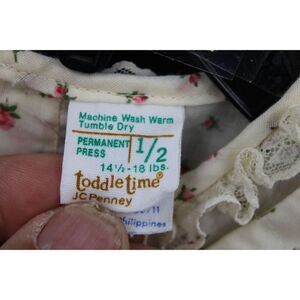 Machine Wash Warm
Tumble Dry
PERMANENT PRESS 1/2
14½-18 lbs.
toddletime®
JCPenney
Philippines